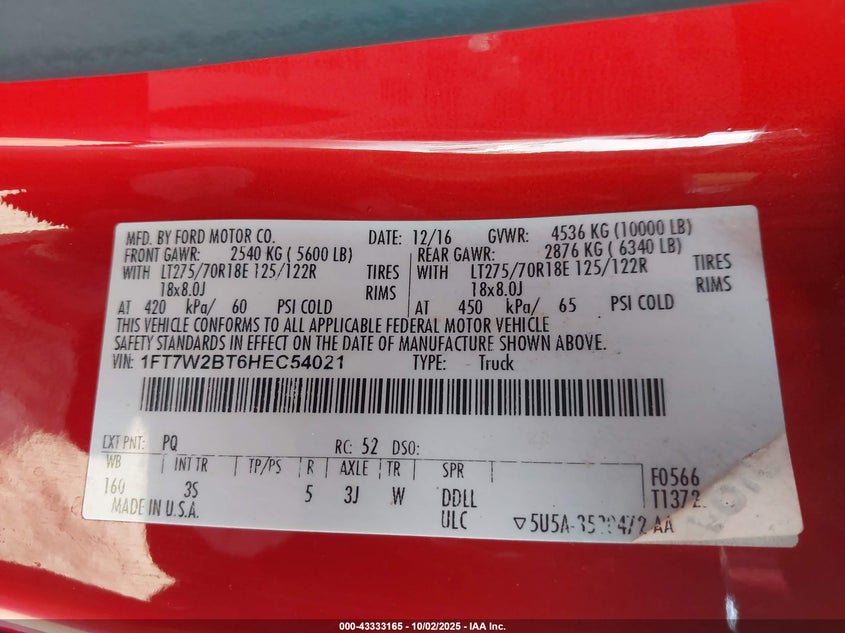 MFD. BY FORD MOTOR CO. DATE: 12/16 GVWR: 4536 KG (10000 LB)
FRONT GAWR: 2540 KG ( 5600 LB) REAR GAWR: 2876 KG ( 6340 LB)
WITH LT275/70R18E 125/122R TIRES WITH LT275/70R18E 125/122R TIRES
18x8.0J RIMS 18x8.0J RIMS
AT 420 kPa/ 60 PSI COLD AT 450 kPa/ 65 PSI COLD
THIS VEHICLE CONFORMS TO ALL APPLICABLE FEDERAL MOTOR VEHICLE
SAFETY STANDARDS IN EFFECT ON THE DATE OF MANUFACTURE SHOWN ABOVE.
VIN: 1FT7W2BT6HEC54021 TYPE: Truck
EXT PNT: PQ RC: 52 DSO:
WB INT TR TP/PS R AXLE TR SPR F0566
160 3S 5 3J W DDLL T1372
MADE IN U.S.A. ULC
000-43333165 - 10/02/2025 - IAA Inc.